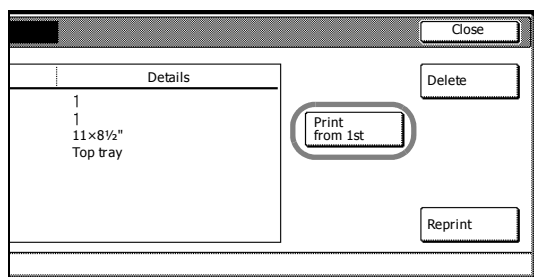 Close
Details
Delete
1
1
11×8½"
Top tray
Print
from 1st
Reprint